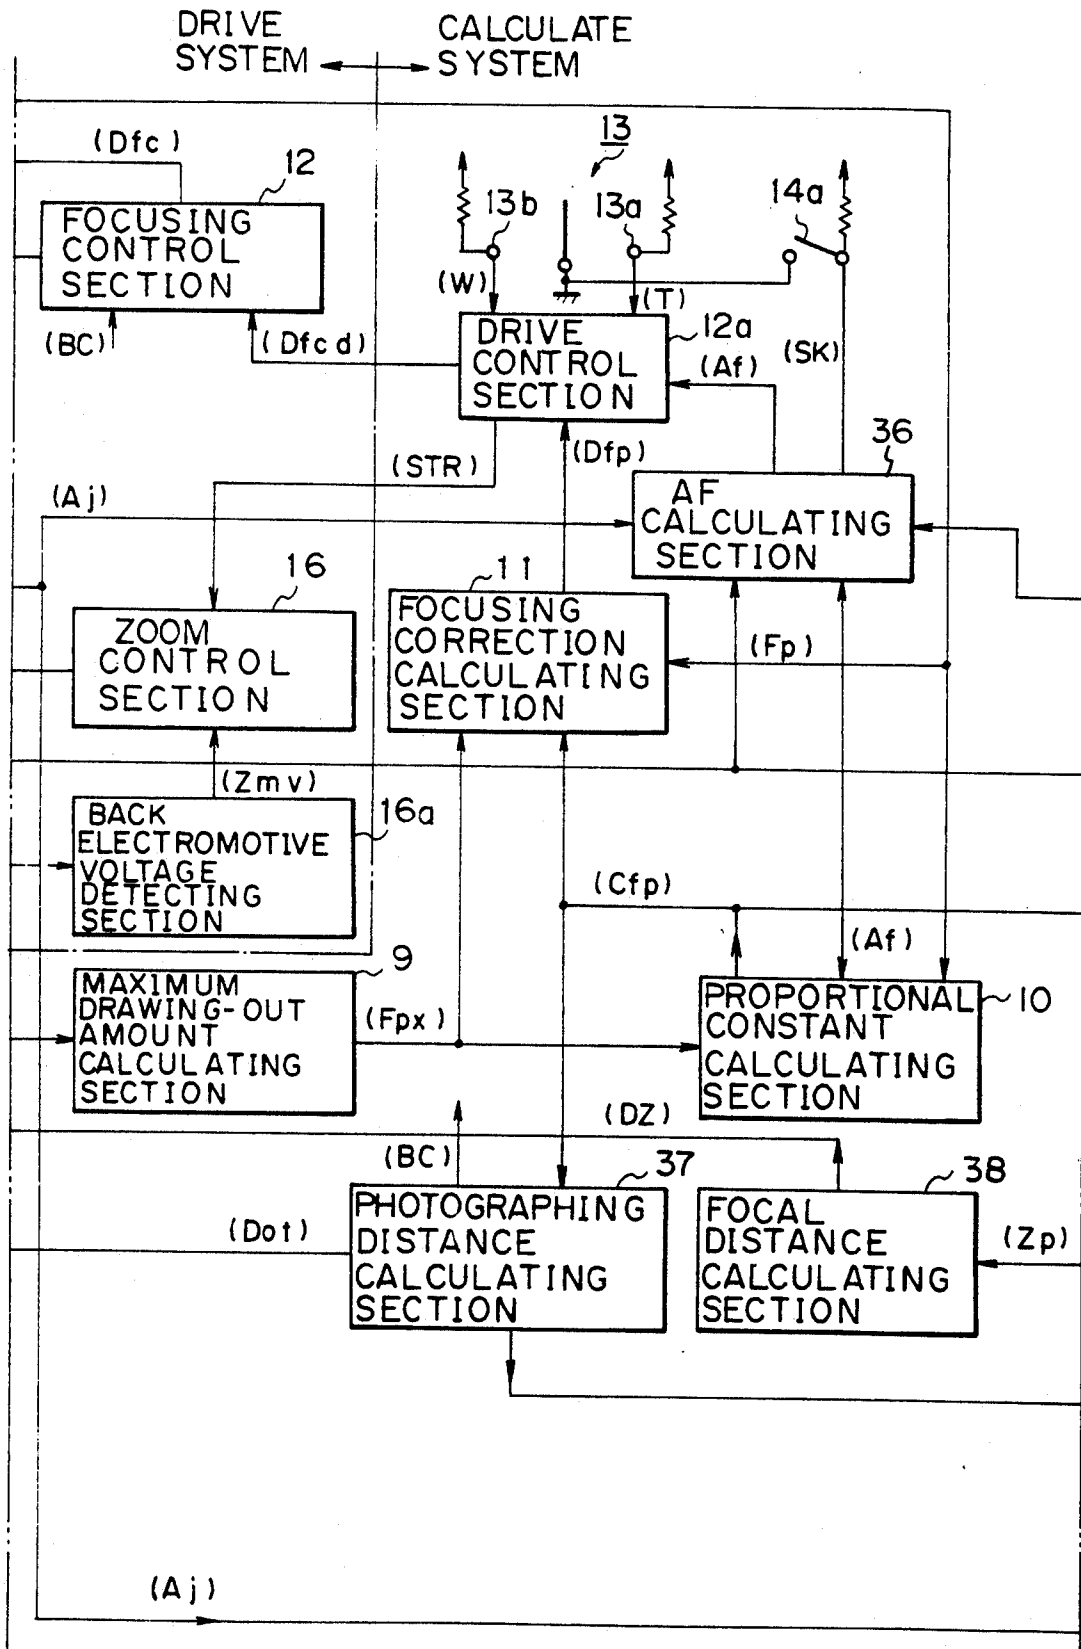 DRIVE
SYSTEM
CALCULATE
SYSTEM
(Dfc)
12
FOCUSING
CONTROL
SECTION
(BC)
(Dfcd)
13
13b
13a
14a
(W)
(T)
(SK)
DRIVE
CONTROL
SECTION
12a
(Af)
(STR)
(Dfp)
36
AF
CALCULATING
SECTION
(Aj)
16
ZOOM
CONTROL
SECTION
11
FOCUSING
CORRECTION
CALCULATING
SECTION
(Fp)
(Zmv)
16a
BACK
ELECTROMOTIVE
VOLTAGE
DETECTING
SECTION
(Cfp)
(Af)
9
MAXIMUM
DRAWING-OUT
AMOUNT
CALCULATING
SECTION
(Fpx)
PROPORTIONAL
CONSTANT
CALCULATING
SECTION
10
(DZ)
(BC)
37
PHOTOGRAPHING
DISTANCE
CALCULATING
SECTION
(Dot)
38
FOCAL
DISTANCE
CALCULATING
SECTION
(Zp)
(Aj)